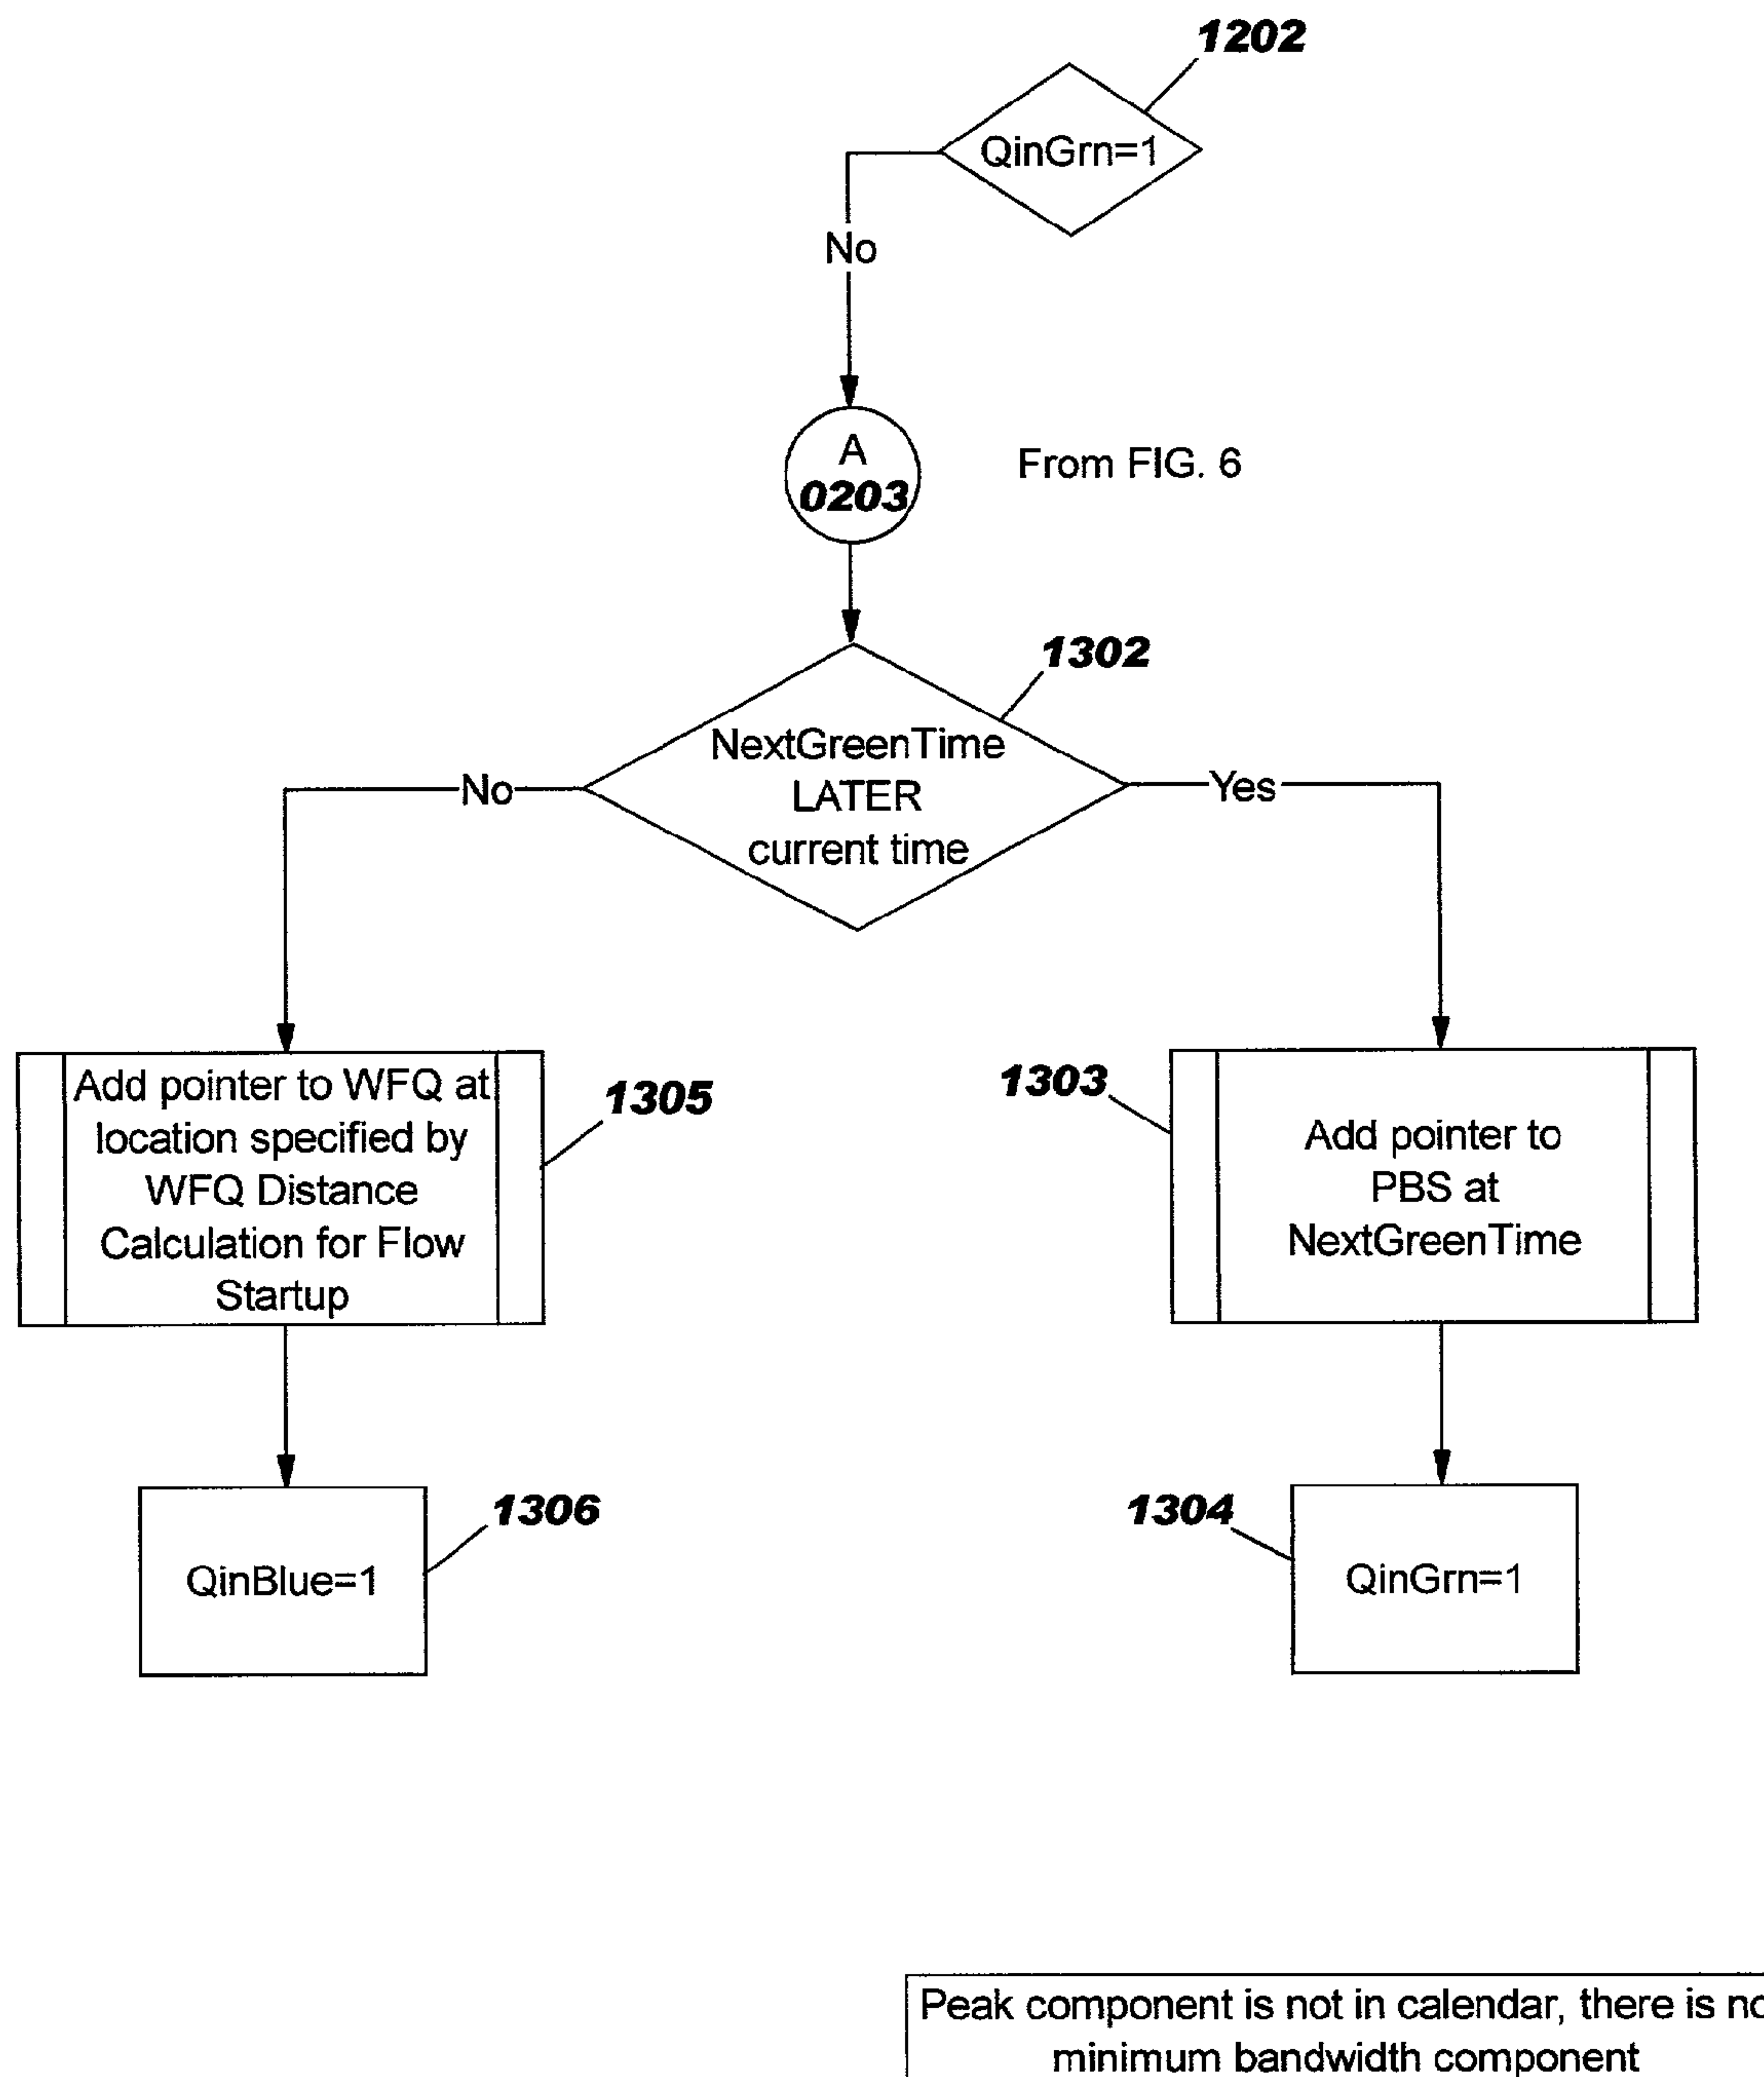 1202
QinGrn=1
No
A
0203
From FIG. 6
1302
NextGreenTime
LATER
current time
No
Yes
Add pointer to WFQ at
location specified by
WFQ Distance
Calculation for Flow
Startup
1305
1303
Add pointer to
PBS at
NextGreenTime
1306
QinBlue=1
1304
QinGrn=1
Peak component is not in calendar, there is no
minimum bandwidth component